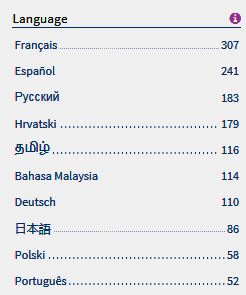 Language
Français 307
Español 241
Русский 183
Hrvatski 179
தமிழ் 116
Bahasa Malaysia 114
Deutsch 110
日本語 86
Polski 58
Português 52